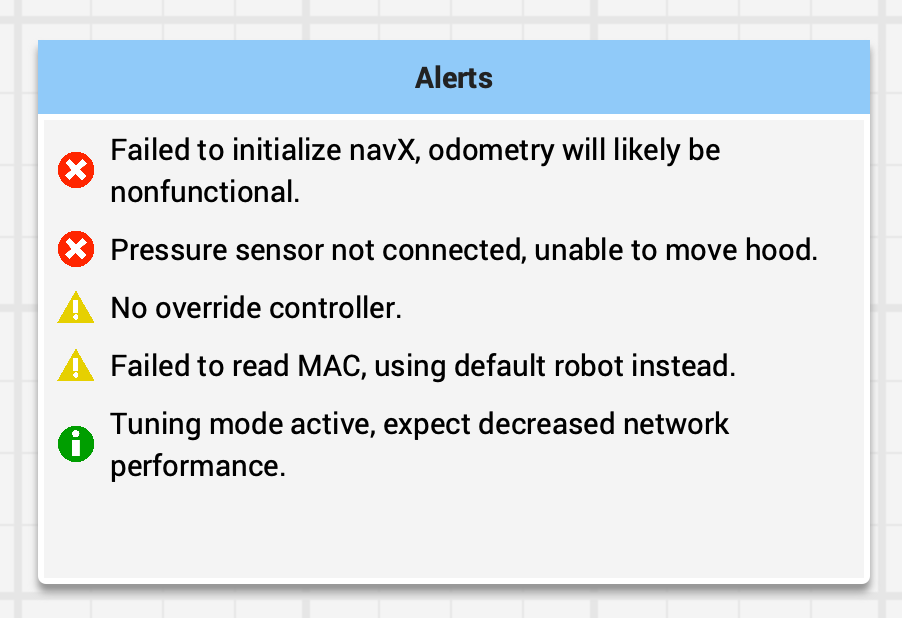 Alerts
Failed to initialize navX, odometry will likely be
nonfunctional.
Pressure sensor not connected, unable to move hood.
No override controller.
Failed to read MAC, using default robot instead.
Tuning mode active, expect decreased network
performance.